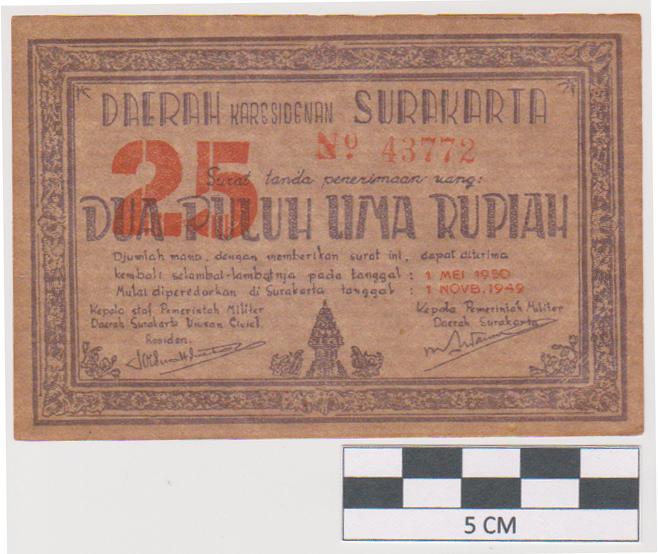 DAERAH KARESIDENAN SURAKARTA
No 43772
25
Surat tanda penerimaan uang:
DUA PULUH LIMA RUPIAH
Djumlah mana, dengan memberikan surat ini, dapat diterima
kembali selambat-lambatnja pada tanggal : 1 MEI 1950
Mulai diperedarkan di Surakarta tanggal : 1 NOVB. 1949
Kepala staf Pemerintah Militer
Daerah Surakarta Urusan Civiel.
Residen.
Kepala Pemerintah Militer
Daerah Surakarta
5 CM